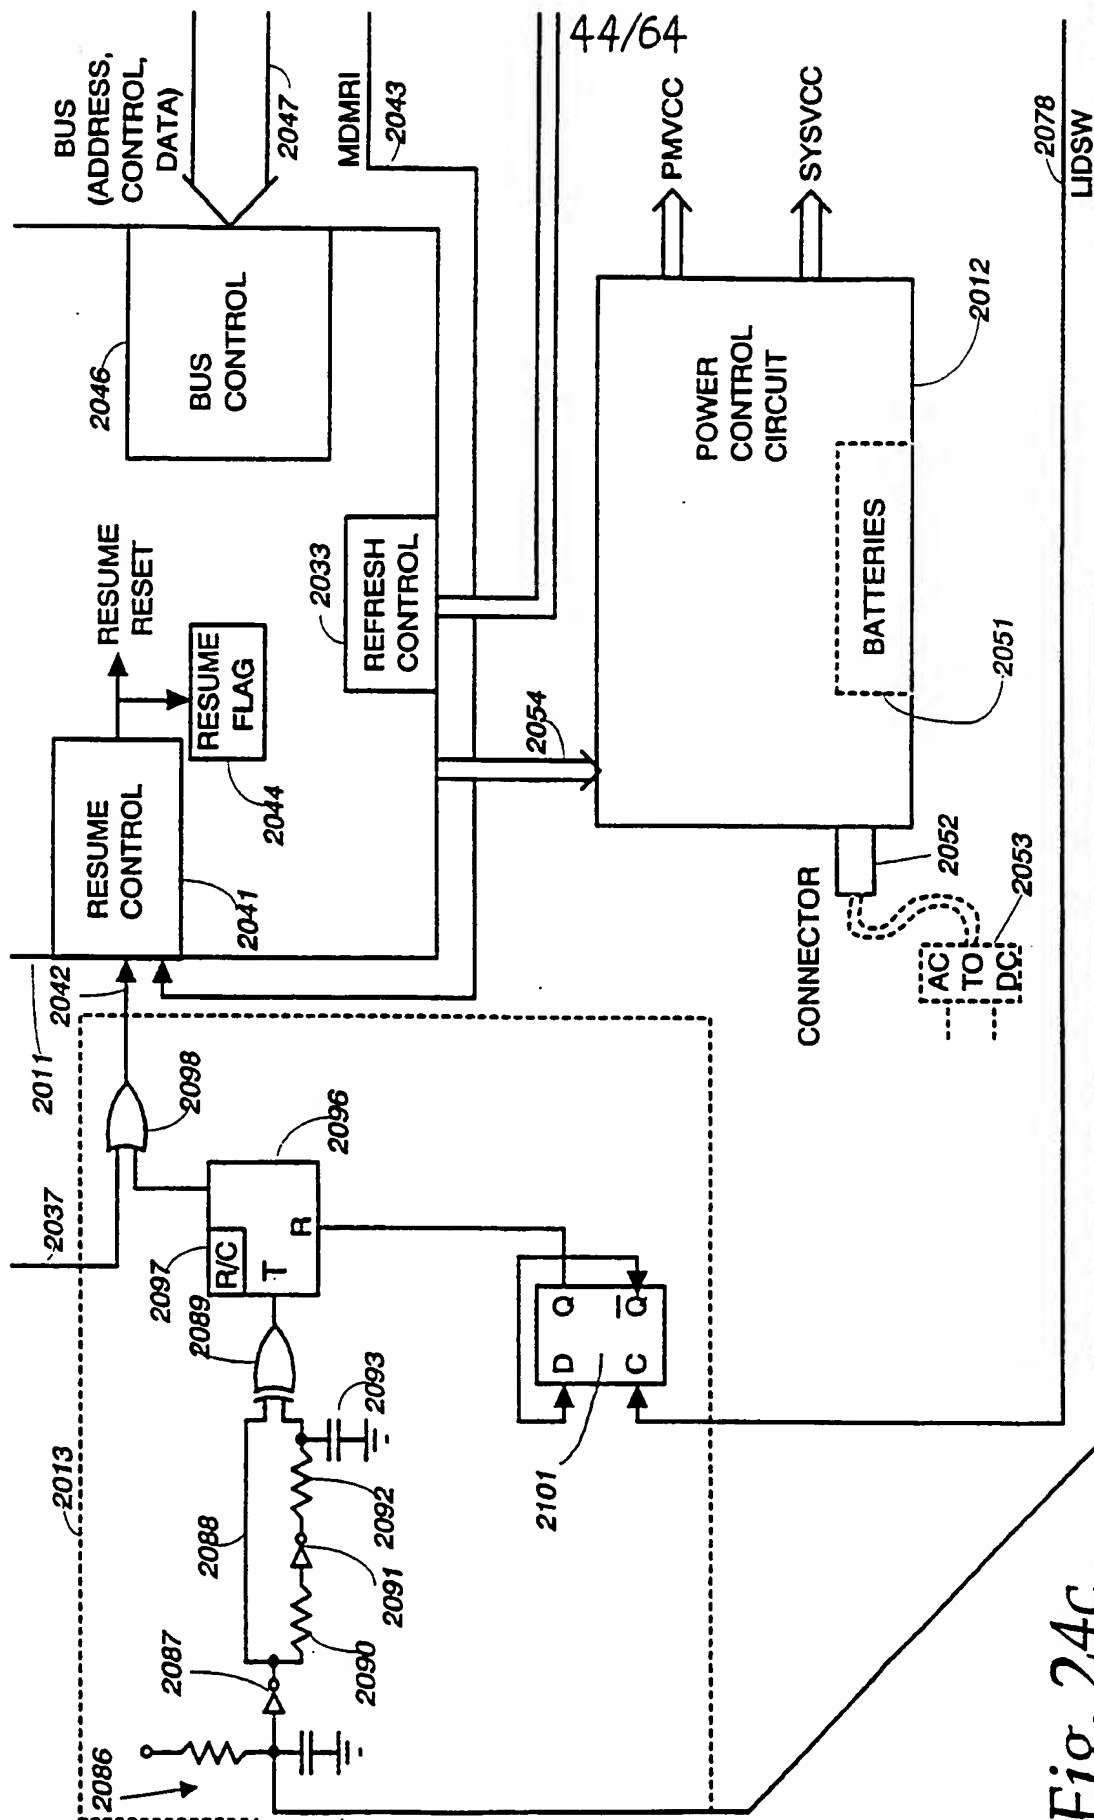 44/64
BUS
(ADDRESS,
CONTROL,
DATA)
2047
MDMRI
2043
2046
BUS
CONTROL
RESUME
RESET
RESUME
CONTROL
2041
RESUME
FLAG
2044
2033
REFRESH
CONTROL
2054
PMVCC
SYSVCC
POWER
CONTROL
CIRCUIT
2012
BATTERIES
2051
CONNECTOR
2052
AC
TO
DC
2053
2078
LIDSW
2011
2042
2037
2098
2096
2097
R/C
T
R
2089
2013
2088
2093
2092
2091
2090
2087
2086
D
Q
C
Q̅
2101
Fig. 24c